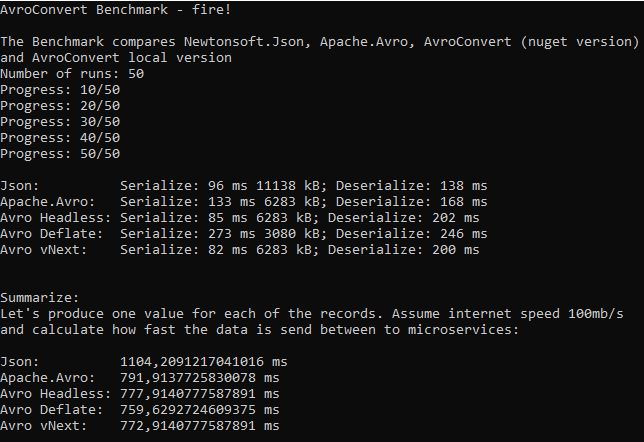 AvroConvert Benchmark - fire!
The Benchmark compares Newtonsoft.Json, Apache.Avro, AvroConvert (nuget version)
and AvroConvert local version
Number of runs: 50
Progress: 10/50
Progress: 20/50
Progress: 30/50
Progress: 40/50
Progress: 50/50
Json:          Serialize: 96 ms 11138 kB; Deserialize: 138 ms
Apache.Avro:   Serialize: 133 ms 6283 kB; Deserialize: 168 ms
Avro Headless: Serialize: 85 ms 6283 kB; Deserialize: 202 ms
Avro Deflate:  Serialize: 273 ms 3080 kB; Deserialize: 246 ms
Avro vNext:    Serialize: 82 ms 6283 kB; Deserialize: 200 ms
Summarize:
Let's produce one value for each of the records. Assume internet speed 100mb/s
and calculate how fast the data is send between to microservices:
Json:          1104,2091217041016 ms
Apache.Avro:   791,9137725830078 ms
Avro Headless: 777,9140777587891 ms
Avro Deflate:  759,6292724609375 ms
Avro vNext:    772,9140777587891 ms